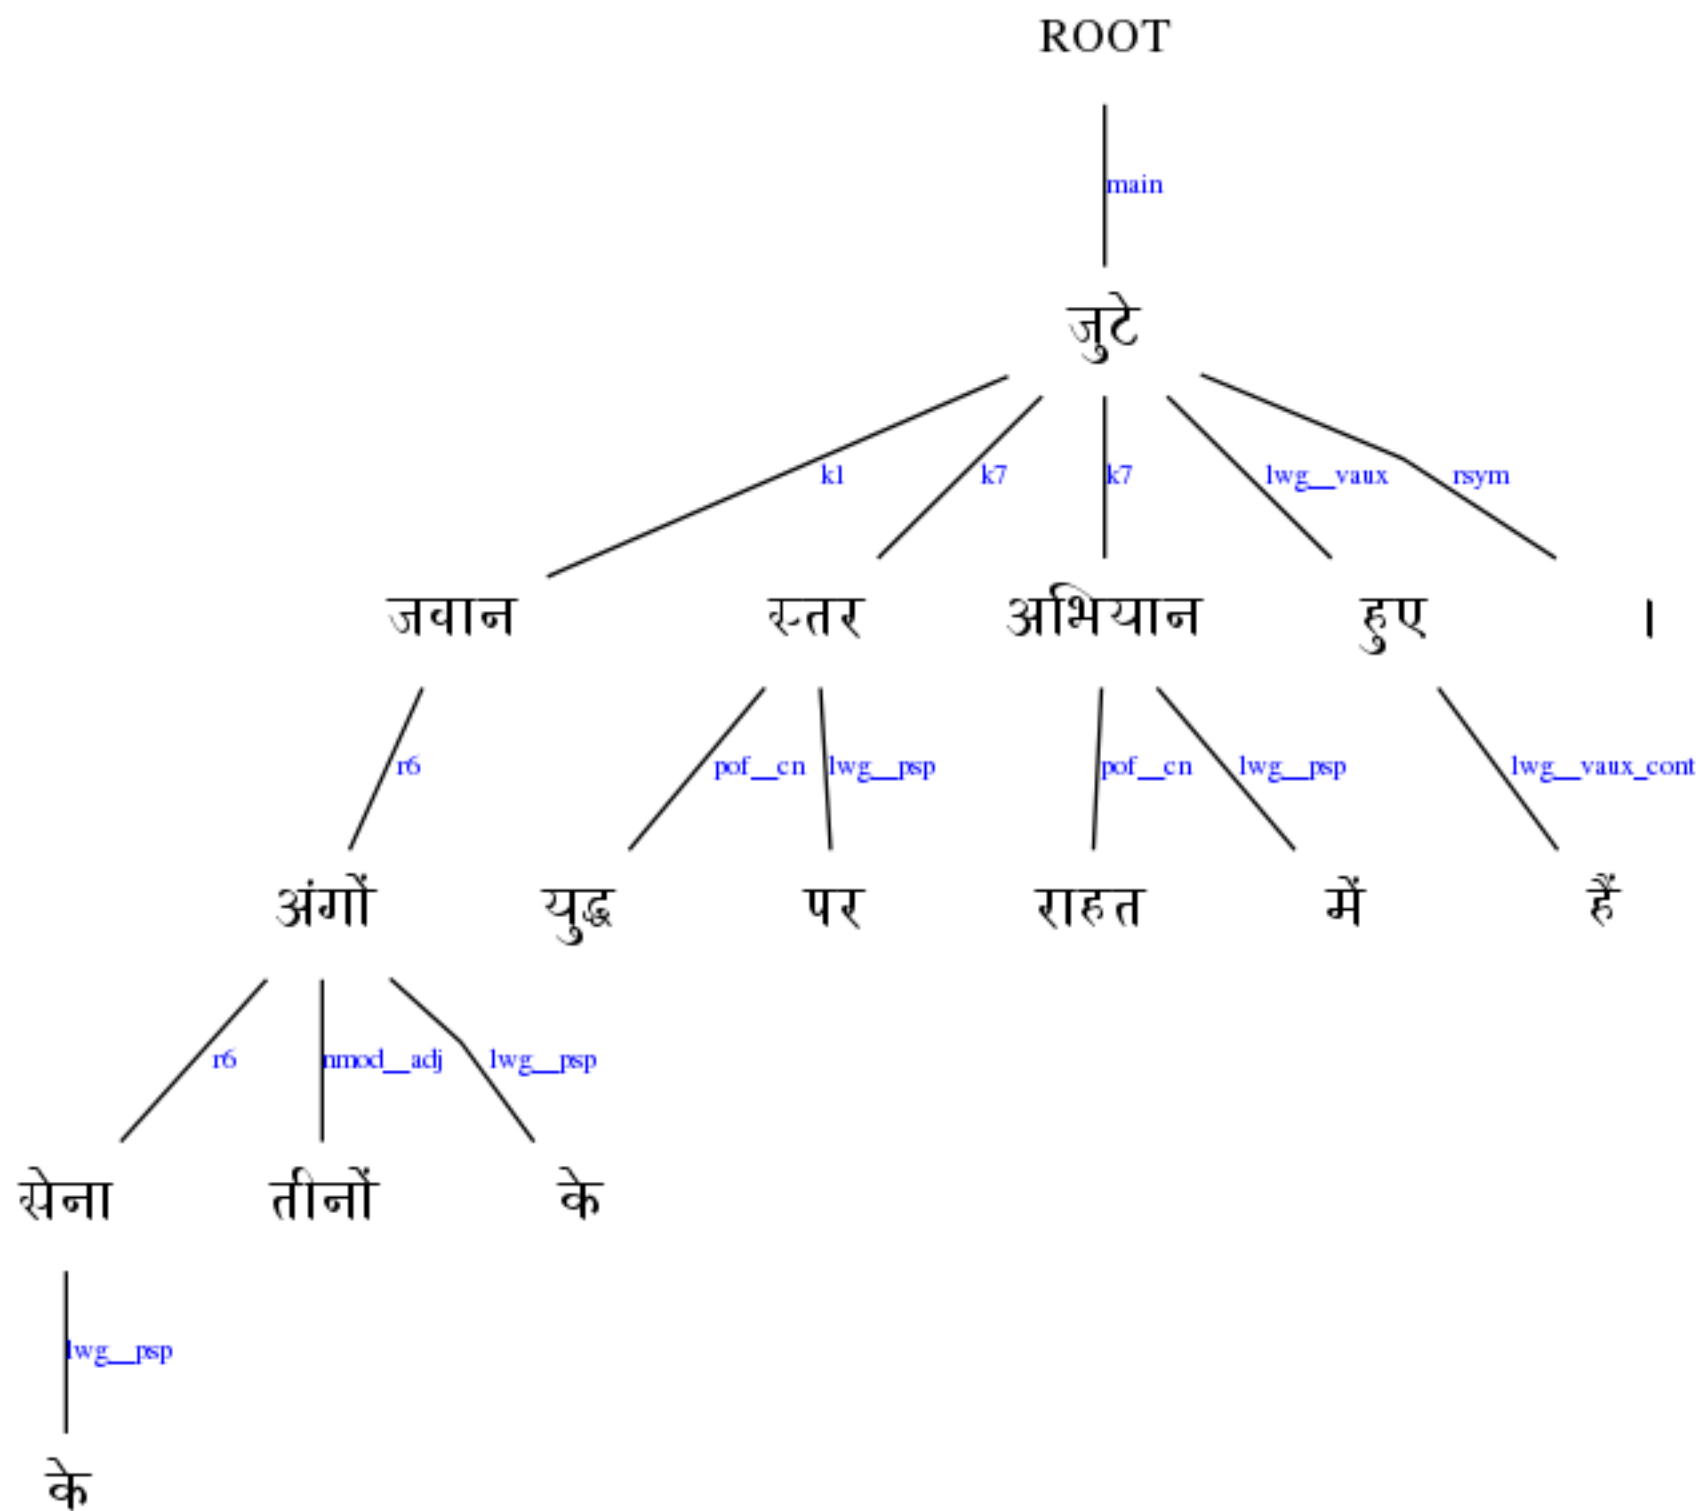 ROOT
main
जुटे
k1 k7 k7 lwg__vaux rsym
जवान स्तर अभियान हुए ।
r6 pof__cn lwg__psp pof__cn lwg__psp lwg__vaux_cont
अंगों युद्ध पर राहत में हैं
r6 nmod__adj lwg__psp
सेना तीनों के
lwg__psp
के